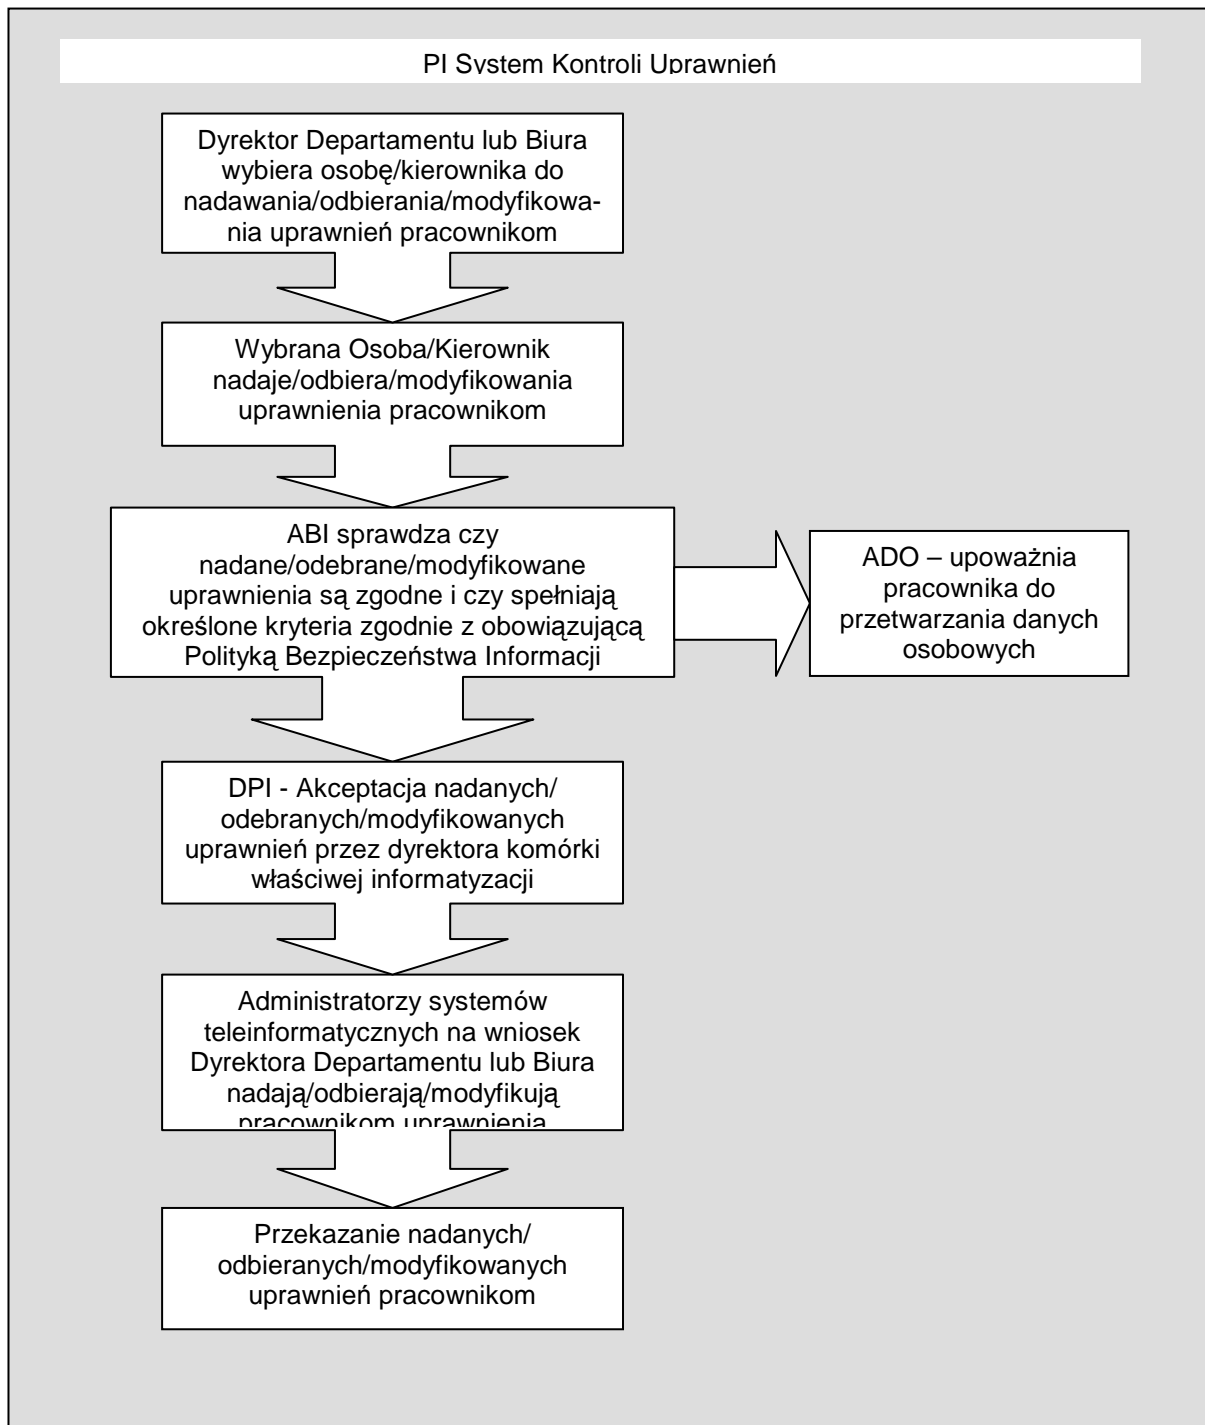 PI System Kontroli Uprawnień
Dyrektor Departamentu lub Biura
wybiera osobę/kierownika do
nadawania/odbierania/modyfikowa-
nia uprawnień pracownikom
Wybrana Osoba/Kierownik
nadaje/odbiera/modyfikowania
uprawnienia pracownikom
ABI sprawdza czy
nadane/odebrane/modyfikowane
uprawnienia są zgodne i czy spełniają
określone kryteria zgodnie z obowiązującą
Polityką Bezpieczeństwa Informacji
ADO – upoważnia
pracownika do
przetwarzania danych
osobowych
DPI - Akceptacja nadanych/
odebranych/modyfikowanych
uprawnień przez dyrektora komórki
właściwej informatyzacji
Administratorzy systemów
teleinformatycznych na wniosek
Dyrektora Departamentu lub Biura
nadają/odbierają/modyfikują
pracownikom uprawnienia
Przekazanie nadanych/
odbieranych/modyfikowanych
uprawnień pracownikom